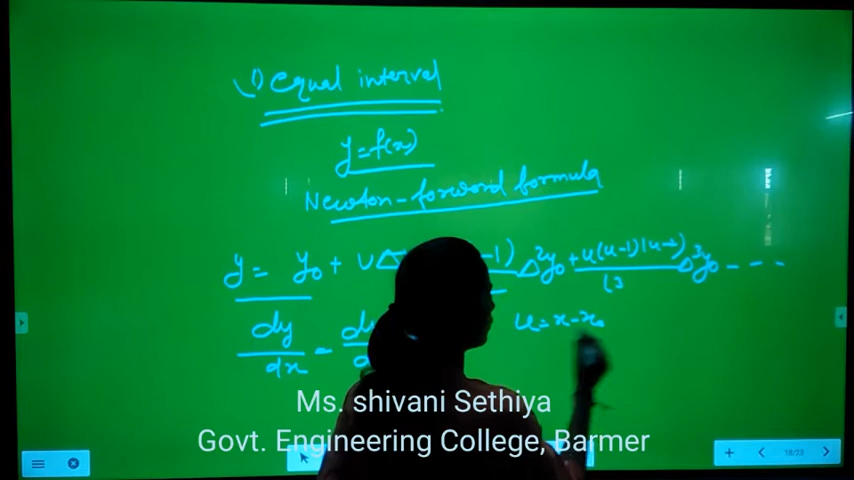 (1) Equal interval
y=f(x)
Newton-forword formula
y = y₀ + u∆ -1) ∆²y₀ + u(u-1)(u-2) ∆³y₀ - - - -
⌊3
dy/dx = u = x-x₀
Ms. shivani Sethiya
Govt. Engineering College, Barmer
18/23